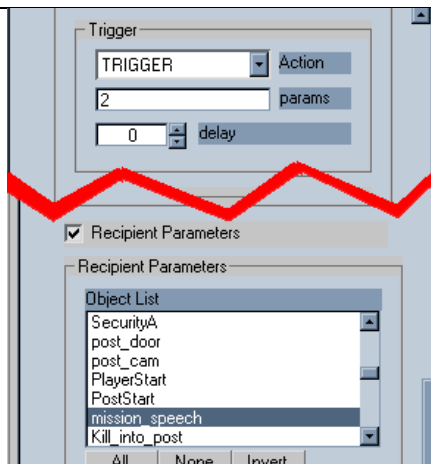 Trigger
TRIGGER Action
2 params
0 delay
Recipient Parameters
Recipient Parameters
Object List
SecurityA
post_door
post_cam
PlayerStart
PostStart
mission_speech
Kill_into_post
All None Invert